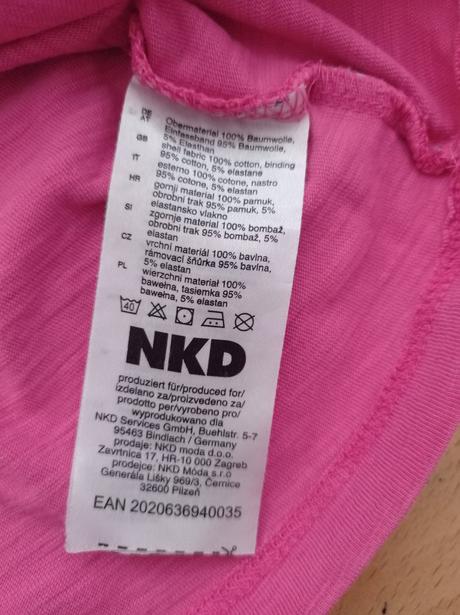 DE Obermaterial 100% Baumwolle,
AT Einfassband 95% Baumwolle,
5% Elasthan
GB shell fabric 100% cotton, binding
95% cotton, 5% elastane
IT esterno 100% cotone, nastro
95% cotone, 5% elastane
HR gornji materijal 100% pamuk,
obrobni trak 95% pamuk, 5%
elastansko vlakno
SI zgornje material 100% bombaž,
obrobni trak 95% bombaž, 5%
elastan
CZ vrchní materiál 100% bavlna,
rámovací šňůrka 95% bavlna,
5% elastan
PL wierzchni materiał 100%
bawełna, tasiemka 95%
bawełna, 5% elastan
40
NKD
produziert für/produced for/
izdelano za/proizvedeno za/
prodotto per/vyrobeno pro/
wyprodukowano dla
NKD Services GmbH, Buehlstr. 5-7
95463 Bindlach / Germany
prodaje: NKD moda d.o.o.
Zavrtnica 17, HR-10 000 Zagreb
prodejce: NKD Móda s.r.o
Generála Lišky 969/3, Černice
32600 Plzeň
EAN 2020636940035